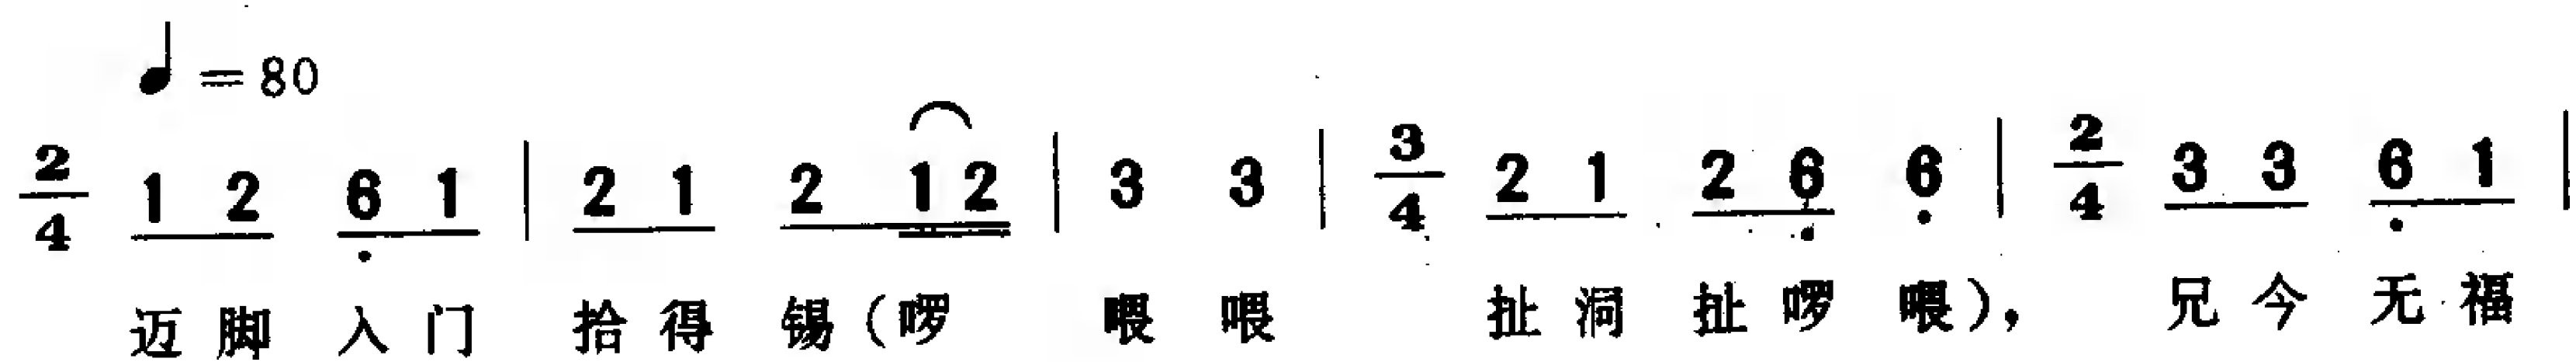 ♩=80
2/4 1 2 6̣ 1 | 2 1 2 1 2 | 3 3 | 3/4 2 1 2 6̣ 6̣ | 2/4 3 3 6̣ 1 |
迈脚 入门 拾得 锡(啰 喂 喂 扯洞 扯啰 喂), 兄今 无福